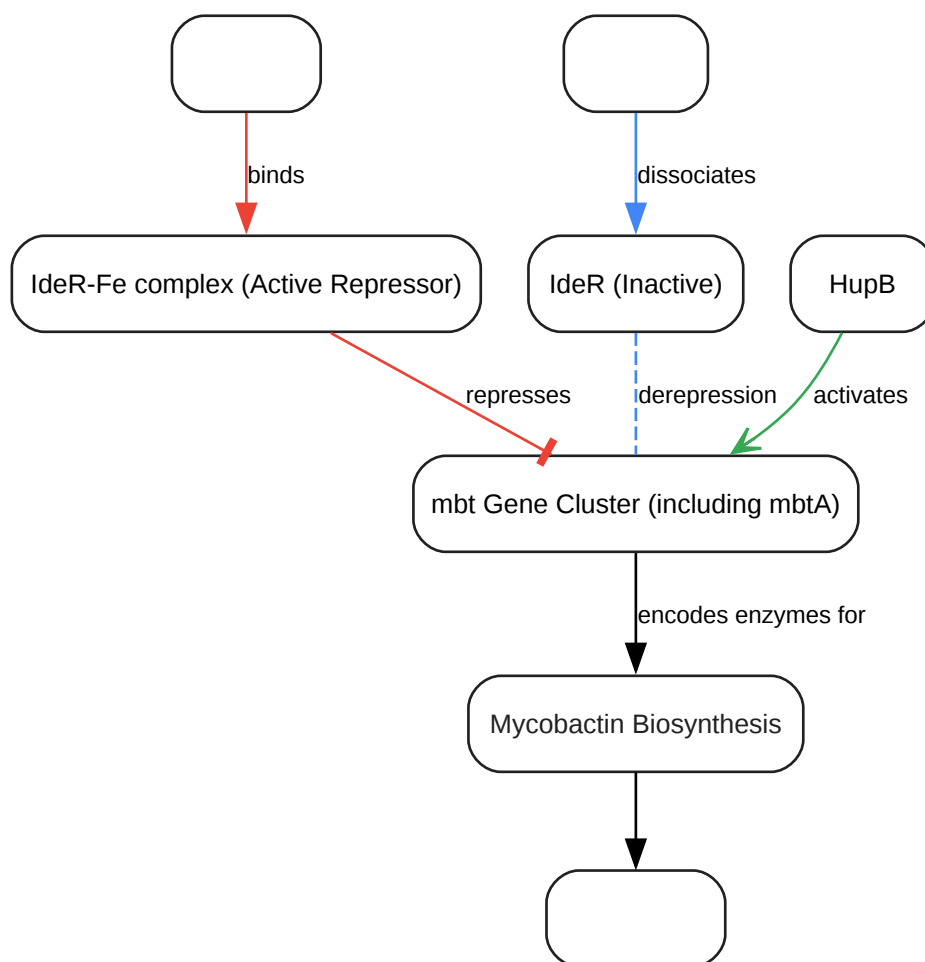 binds
dissociates
IdeR-Fe complex (Active Repressor)
IdeR (Inactive)
HupB
represses
derepression
activates
mbt Gene Cluster (including mbtA)
encodes enzymes for
Mycobactin Biosynthesis